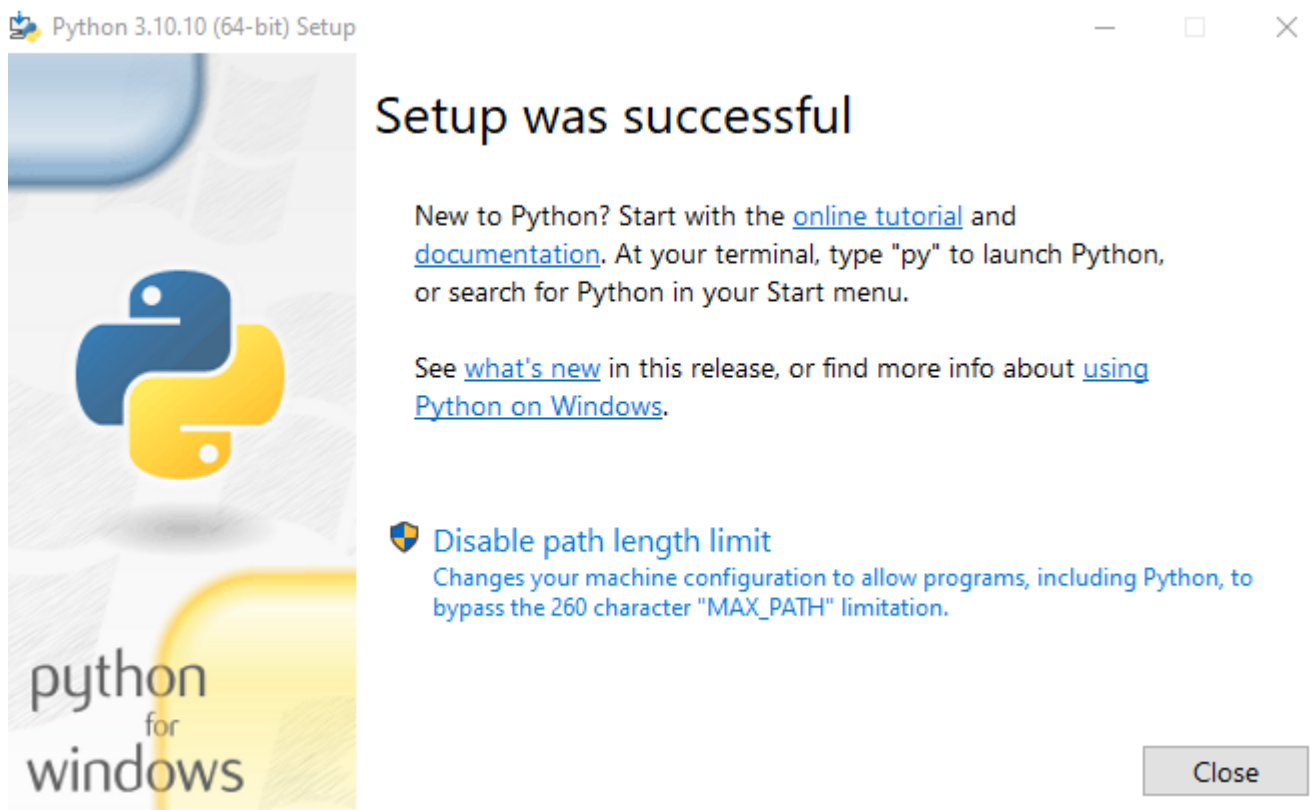 Python 3.10.10 (64-bit) Setup
Setup was successful
New to Python? Start with the online tutorial and
documentation. At your terminal, type "py" to launch Python,
or search for Python in your Start menu.
See what's new in this release, or find more info about using
Python on Windows.
Disable path length limit
Changes your machine configuration to allow programs, including Python, to
bypass the 260 character "MAX_PATH" limitation.
python
for
windows
Close